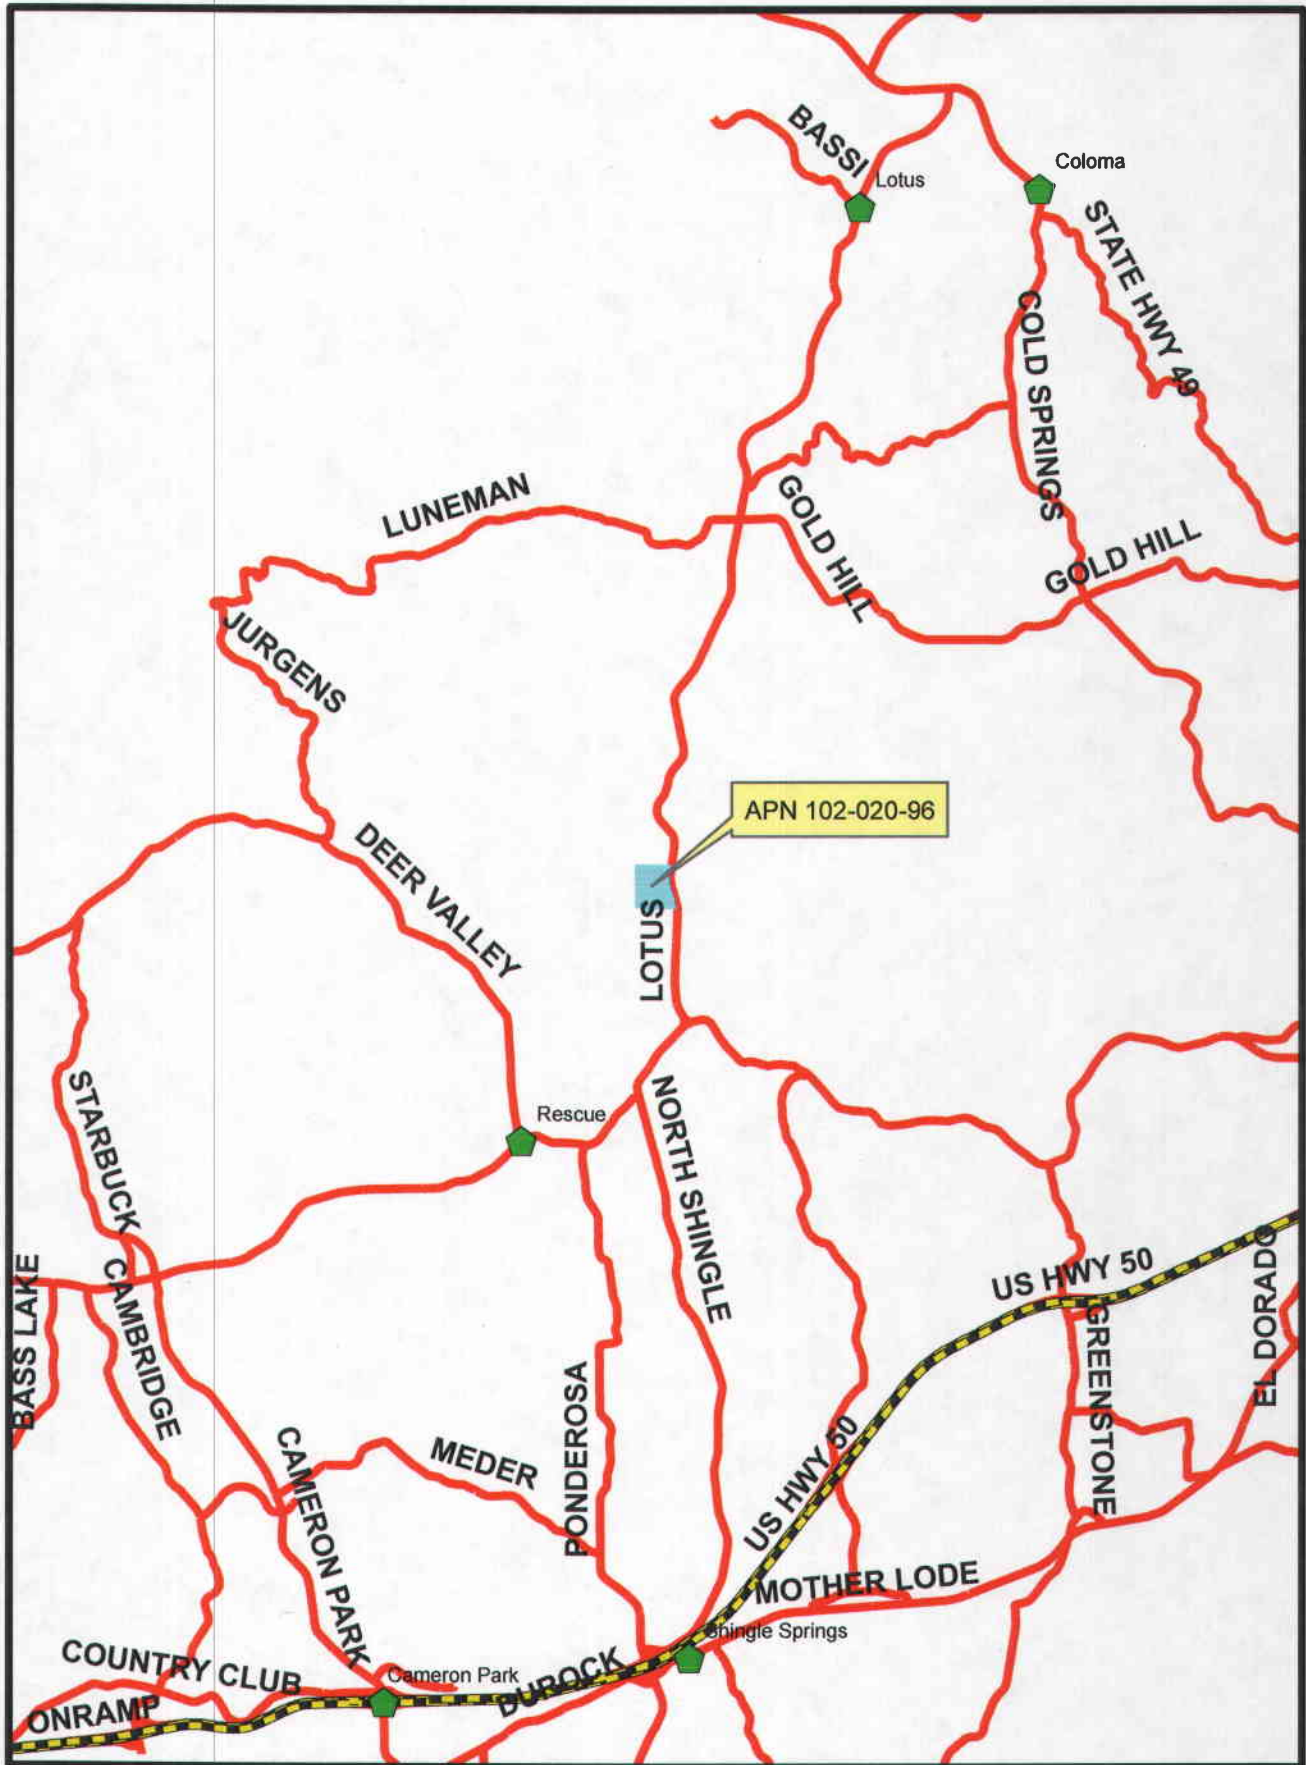 BASSI
Lotus
Coloma
STATE HWY 49
COLD SPRINGS
LUNEMAN
GOLD HILL
GOLD HILL
JURGENS
APN 102-020-96
DEER VALLEY
LOTUS
STARBUCK
Rescue
NORTH SHINGLE
BASS LAKE
CAMBRIDGE
US HWY 50
EL DORADO
GREENSTONE
PONDEROSA
MEDER
CAMERON PARK
US HWY 50
MOTHER LODE
Shingle Springs
COUNTRY CLUB
Cameron Park
DUROCK
ONRAMP